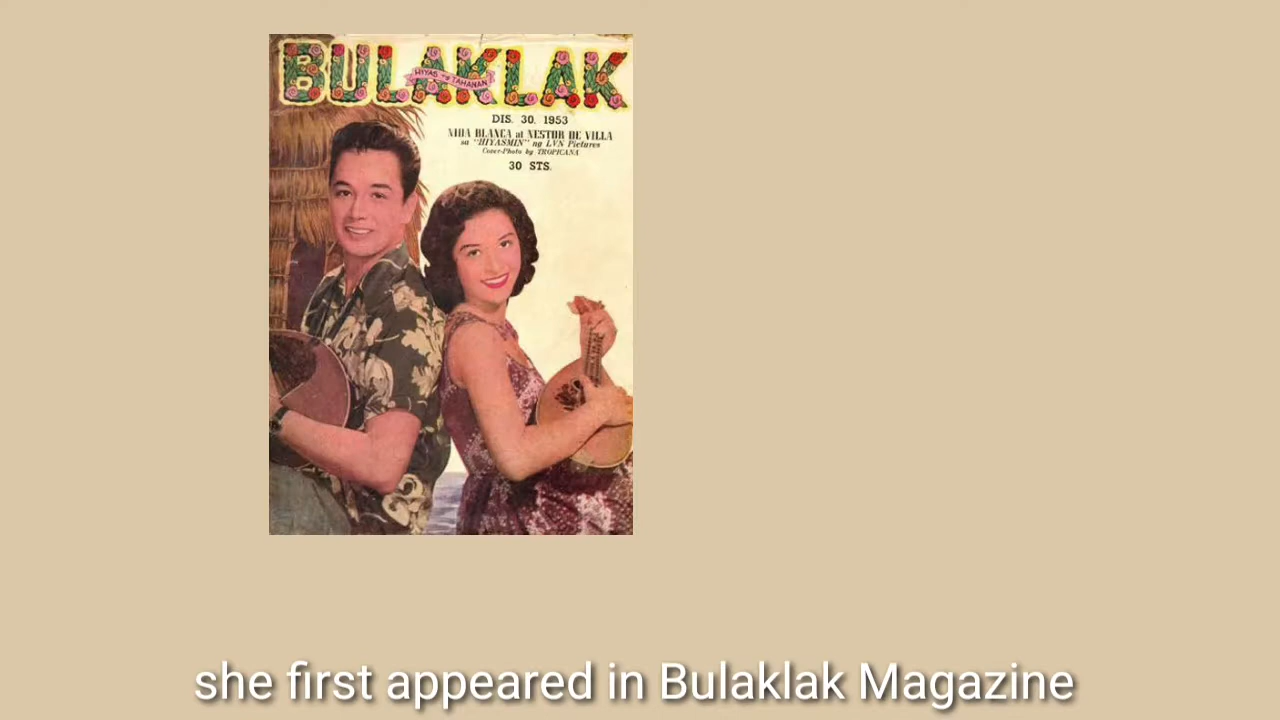 BULAKLAK
HIYAS ng TAHANAN
DIS. 30. 1953
NIDA BLANCA at NESTOR DE VILLA
sa "HIYASMIN" ng LVN Pictures
Cover-Photo by TROPICANA
30 STS.
she first appeared in Bulaklak Magazine